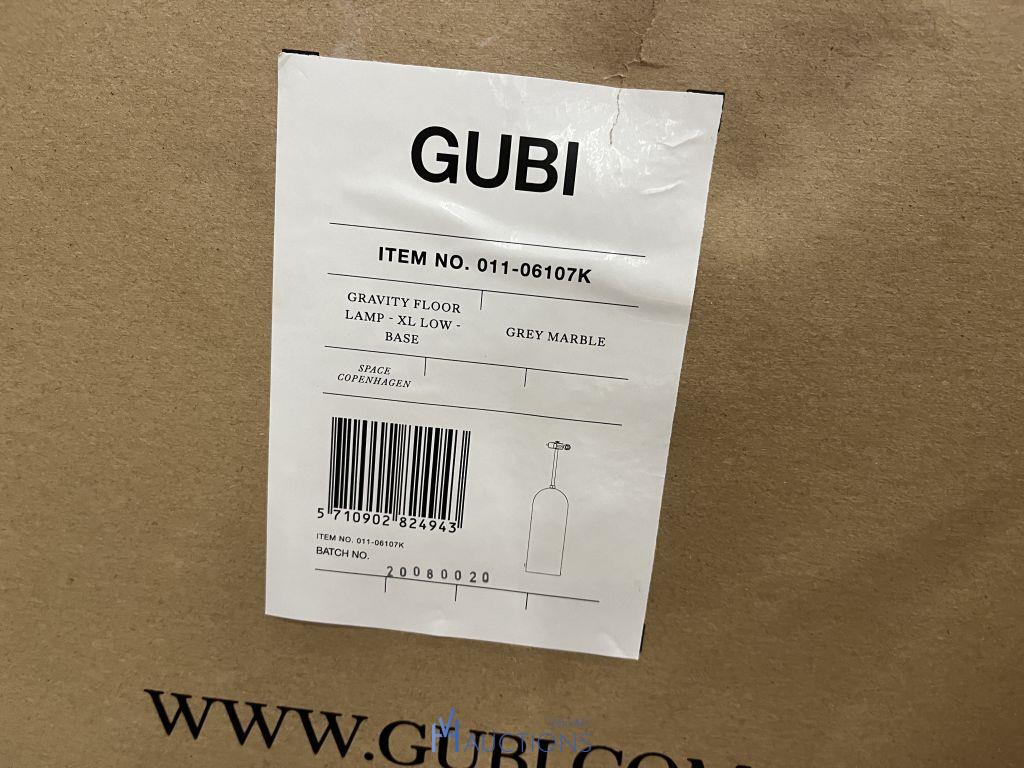 GUBI
ITEM NO. 011-06107K
GRAVITY FLOOR
LAMP - XL LOW -
BASE
GREY MARBLE
SPACE
COPENHAGEN
5 710902 824943
ITEM NO. 011-06107K
BATCH NO.
20080020
WWW.GUBI.COM
AUCTIONS